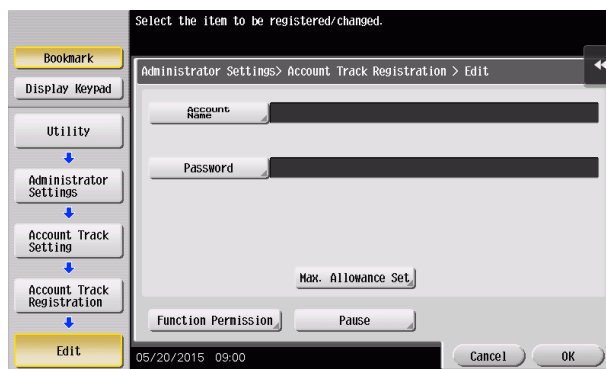 Select the item to be registered/changed.
Bookmark
Display Keypad
Utility
Administrator
Settings
Account Track
Setting
Account Track
Registration
Edit
Administrator Settings> Account Track Registration > Edit
Account
Name
Password
Max. Allowance Set
Function Permission
Pause
05/20/2015 09:00
Cancel
OK